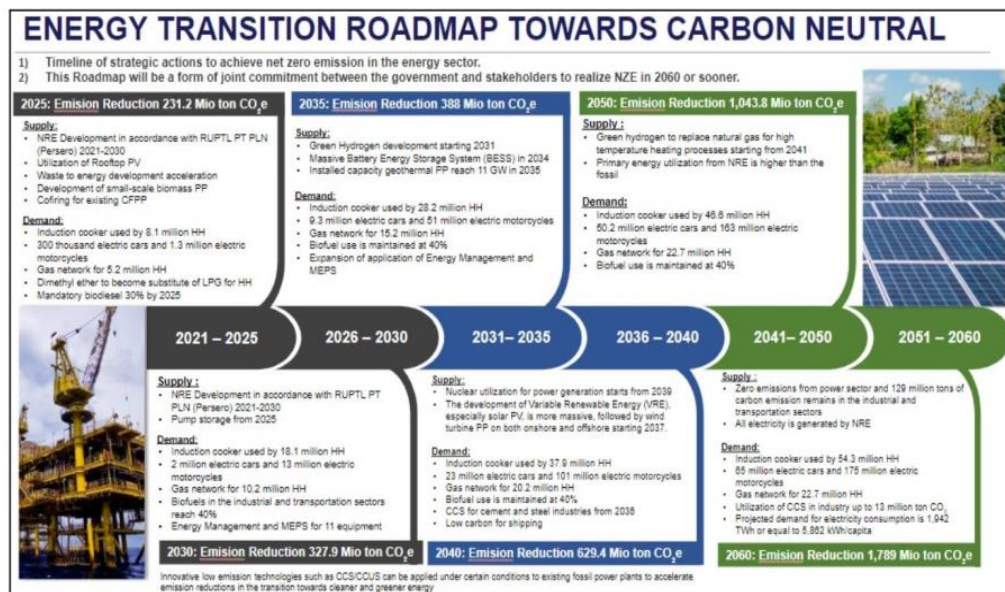 ENERGY TRANSITION ROADMAP TOWARDS CARBON NEUTRAL
1) Timeline of strategic actions to achieve net zero emission in the energy sector.
2) This Roadmap will be a form of joint commitment between the government and stakeholders to realize NZE in 2060 or sooner.
2025: Emision Reduction 231.2 Mio ton CO2e
Supply:
• NRE Development in accordance with RUPTL PT PLN
(Persero) 2021-2030
• Utilization of Rooftop PV
• Waste to energy development acceleration
• Development of small-scale biomass PP
• Cofiring for existing CFPP
Demand:
• Induction cooker used by 8.1 million HH
• 300 thousand electric cars and 1.3 million electric
motorcycles
• Gas network for 5.2 million HH
• Dimethyl ether to become substitute of LPG for HH
• Mandatory biodiesel 30% by 2025
2035: Emision Reduction 388 Mio ton CO2e
Supply:
• Green Hydrogen development starting 2031
• Massive Battery Energy Storage System (BESS) in 2034
• Installed capacity geothermal PP reach 11 GW in 2035
Demand:
• Induction cooker used by 28.2 million HH
• 9.3 million electric cars and 51 million electric motorcycles
• Gas network for 15.2 million HH
• Biofuel use is maintained at 40%
• Expansion of application of Energy Management and
MEPS
2050: Emision Reduction 1,043.8 Mio ton CO2e
Supply :
• Green hydrogen to replace natural gas for high
temperature heating processes starting from 2041
• Primary energy utilization from NRE is higher than the
fossil
Demand:
• Induction cooker used by 46.6 million HH
• 50.2 million electric cars and 163 million electric
motorcycles
• Gas network for 22.7 million HH
• Biofuel use is maintained at 40%
2021 – 2025
2026 – 2030
2031– 2035
2036 – 2040
2041– 2050
2051 – 2060
Supply :
• NRE Development in accordance with RUPTL PT
PLN (Persero) 2021-2030
• Pump storage from 2025
Demand:
• Induction cooker used by 18.1 million HH
• 2 million electric cars and 13 million electric
motorcycles
• Gas network for 10.2 million HH
• Biofuels in the industrial and transportation sectors
reach 40%
• Energy Management and MEPS for 11 equipment
2030: Emision Reduction 327.9 Mio ton CO2e
Supply:
• Nuclear utilization for power generation starts from 2039
• The development of Variable Renewable Energy (VRE),
especially solar PV, is more massive, followed by wind
turbine PP on both onshore and offshore starting 2037.
Demand:
• Induction cooker used by 37.9 million HH
• 23 million electric cars and 101 million electric motorcycles
• Gas network for 20.2 million HH
• Biofuel use is maintained at 40%
• CCS for cement and steel industries from 2036
• Low carbon for shipping
2040: Emision Reduction 629.4 Mio ton CO2e
Supply :
• Zero emissions from power sector and 129 million tons of
carbon emission remains in the industrial and
transportation sectors
• All electricity is generated by NRE
Demand:
• Induction cooker used by 54.3 million HH
• 65 million electric cars and 175 million electric
motorcycles
• Gas network for 22.7 million HH
• Utilization of CCS in industry up to 13 million ton CO2
• Projected demand for electricity consumption is 1,942
TWh or equal to 5,862 kWh/capita
2060: Emision Reduction 1,789 Mio ton CO2e
Innovative low emission technologies such as CCS/CCUS can be applied under certain conditions to existing fossil power plants to accelerate
emission reductions in the transition towards cleaner and greener energy